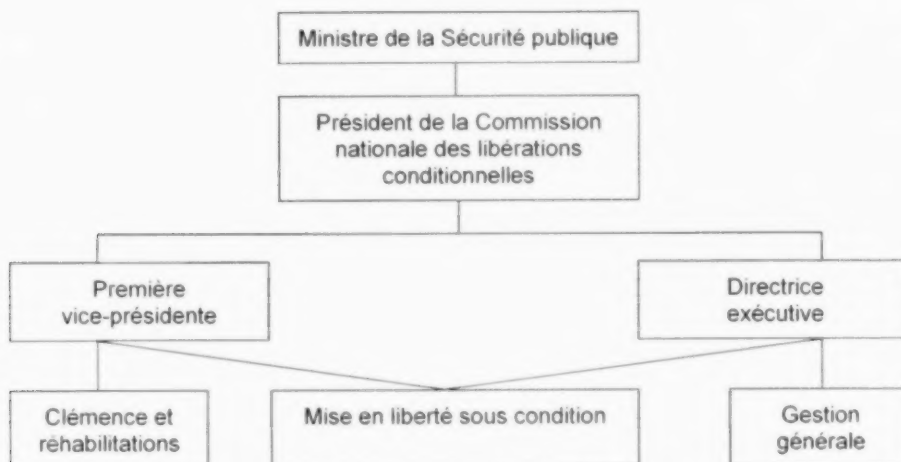 Ministre de la Sécurité publique
Président de la Commission
nationale des libérations
conditionnelles
Première
vice-présidente
Directrice
exécutive
Clémence et
réhabilitations
Mise en liberté sous condition
Gestion
générale